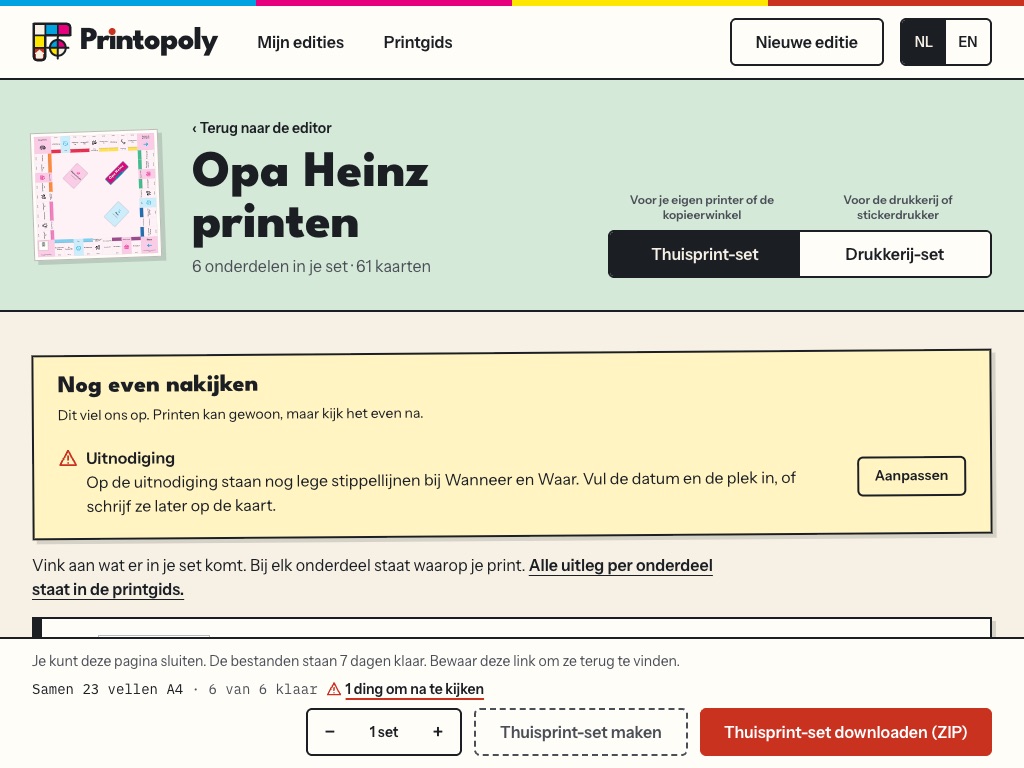 Printopoly
Mijn edities
Printgids
Nieuwe editie
NL
EN
‹ Terug naar de editor
Opa Heinz
printen
6 onderdelen in je set · 61 kaarten
Voor je eigen printer of de
kopieerwinkel
Voor de drukkerij of
stickerdrukker
Thuisprint-set
Drukkerij-set
Nog even nakijken
Dit viel ons op. Printen kan gewoon, maar kijk het even na.
Uitnodiging
Op de uitnodiging staan nog lege stippellijnen bij Wanneer en Waar. Vul de datum en de plek in, of
schrijf ze later op de kaart.
Aanpassen
Vink aan wat er in je set komt. Bij elk onderdeel staat waarop je print. Alle uitleg per onderdeel
staat in de printgids.
Je kunt deze pagina sluiten. De bestanden staan 7 dagen klaar. Bewaar deze link om ze terug te vinden.
Samen 23 vellen A4 · 6 van 6 klaar 1 ding om na te kijken
− 1 set +
Thuisprint-set maken
Thuisprint-set downloaden (ZIP)